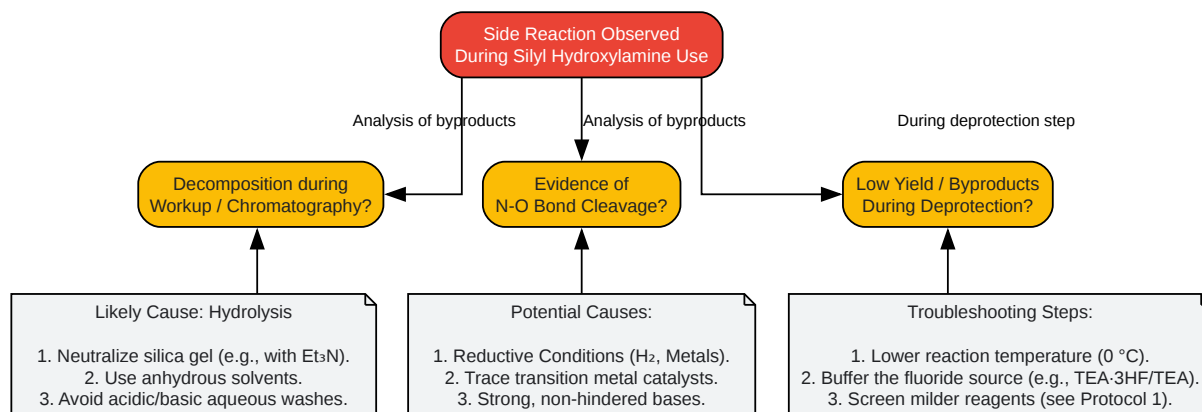 Side Reaction Observed
During Silyl Hydroxylamine Use
Analysis of byproducts
Analysis of byproducts
During deprotection step
Decomposition during
Workup / Chromatography?
Evidence of
N-O Bond Cleavage?
Low Yield / Byproducts
During Deprotection?
Likely Cause: Hydrolysis
1. Neutralize silica gel (e.g., with Et₃N).
2. Use anhydrous solvents.
3. Avoid acidic/basic aqueous washes.
Potential Causes:
1. Reductive Conditions (H₂, Metals).
2. Trace transition metal catalysts.
3. Strong, non-hindered bases.
Troubleshooting Steps:
1. Lower reaction temperature (0 °C).
2. Buffer the fluoride source (e.g., TEA·3HF/TEA).
3. Screen milder reagents (see Protocol 1).